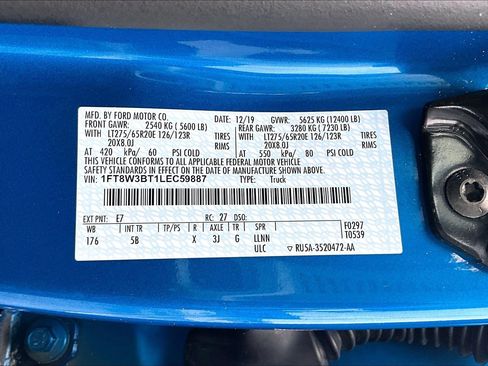 MFD. BY FORD MOTOR CO.
DATE: 12/19 GVWR: 5625 KG (12400 LB)
FRONT GAWR: 2540 KG (5600 LB) REAR GAWR: 3280 KG (7230 LB)
WITH LT275/65R20E 126/123R WITH LT275/65R20E 126/123R
20X8.0J 20X8.0J
AT 420 kPa/ 60 PSI COLD AT 550 kPa/ 80 PSI COLD
THIS VEHICLE CONFORMS TO ALL APPLICABLE FEDERAL MOTOR VEHICLE
SAFETY STANDARDS IN EFFECT ON THE DATE OF MANUFACTURE SHOWN ABOVE.
VIN: 1FT8W3BT1LEC59887 TYPE: Truck
EXT PNT: E7 RC: 27 DSO: F0297
WB INT TR TP/PS R AXLE TR SPR T0539
176 5B X 3J G LLNN
ULC RU5A-3520472-AA